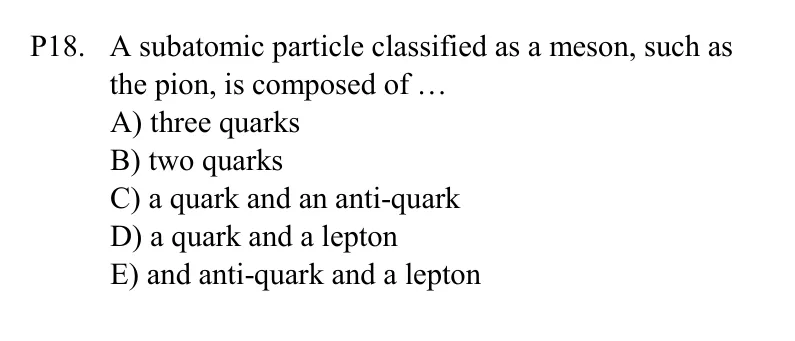 P18. A subatomic particle classified as a meson, such as
the pion, is composed of …
A) three quarks
B) two quarks
C) a quark and an anti-quark
D) a quark and a lepton
E) and anti-quark and a lepton